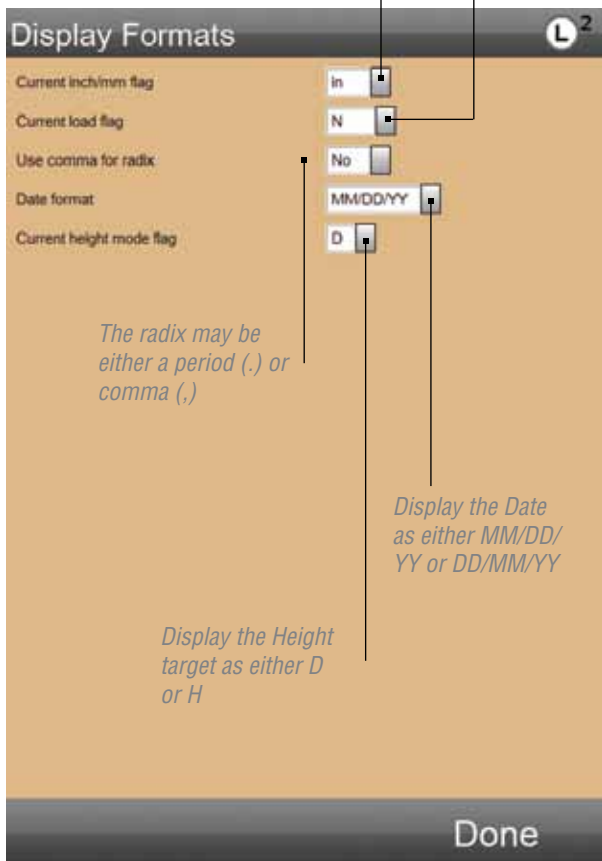 Display Formats L2
Current inch/mm flag in
Current load flag N
Use comma for radix No
Date format MM/DD/YY
Current height mode flag D
The radix may be
either a period (.) or
comma (,)
Display the Date
as either MM/DD/
YY or DD/MM/YY
Display the Height
target as either D
or H
Done